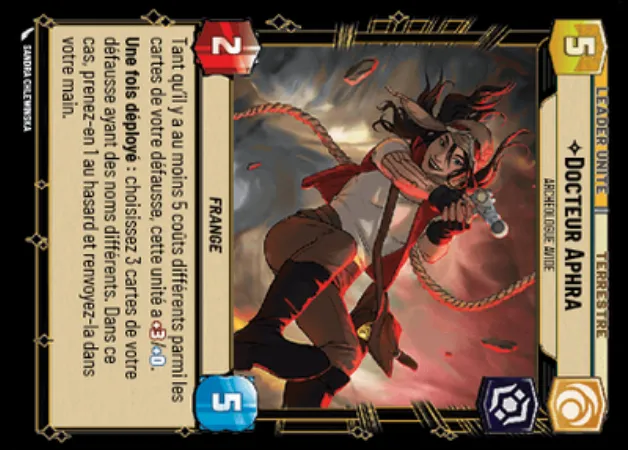 LEADER UNITÉ
TERRESTRE
5
✧DOCTEUR APHRA
ARCHÉOLOGUE AVIDE
2
FRANGE
5
Tant qu'il y a au moins 5 coûts différents parmi les
cartes de votre défausse, cette unité a +3/+0.
Une fois déployé : choisissez 3 cartes de votre
défausse ayant des noms différents. Dans ce
cas, prenez-en 1 au hasard et renvoyez-la dans
votre main.
SANDRA CHLEWINSKA